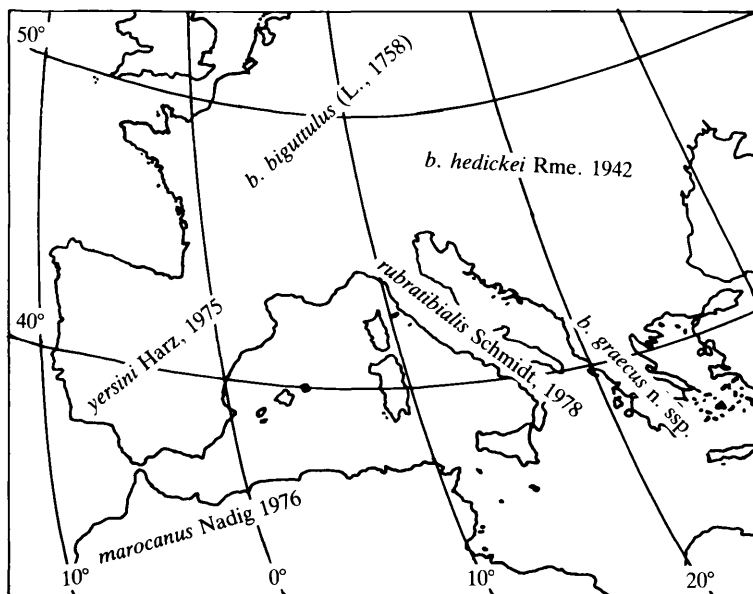 50°
b. biguttulus (L., 1758)
b. hedickei Rme. 1942
40°
yersini Harz, 1975
rubratibialis Schmidt, 1978
b. graecus n. ssp.
marocanus Nadig 1976
10°
0°
10°
20°